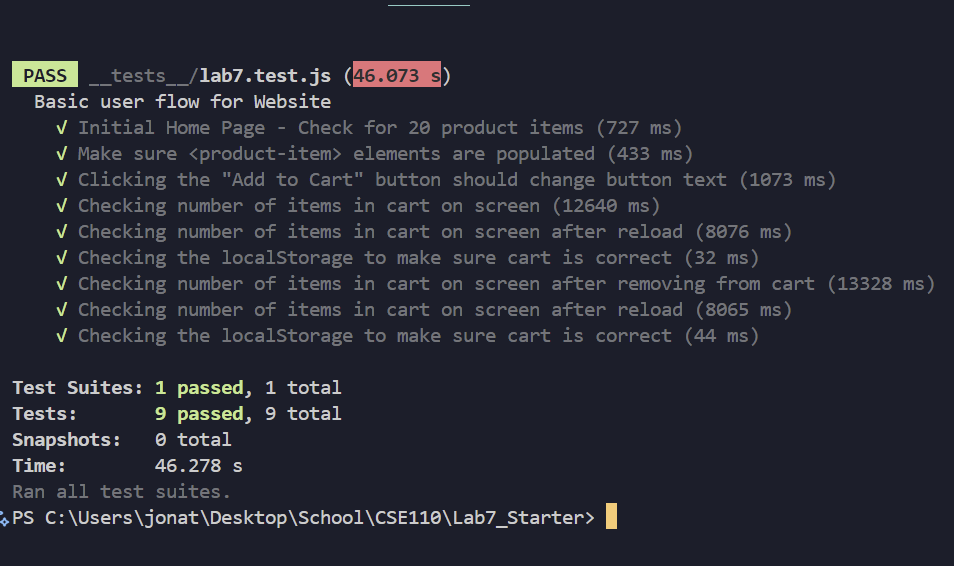 PASS __tests__/lab7.test.js (46.073 s)
Basic user flow for Website
√ Initial Home Page - Check for 20 product items (727 ms)
√ Make sure <product-item> elements are populated (433 ms)
√ Clicking the "Add to Cart" button should change button text (1073 ms)
√ Checking number of items in cart on screen (12640 ms)
√ Checking number of items in cart on screen after reload (8076 ms)
√ Checking the localStorage to make sure cart is correct (32 ms)
√ Checking number of items in cart on screen after removing from cart (13328 ms)
√ Checking number of items in cart on screen after reload (8065 ms)
√ Checking the localStorage to make sure cart is correct (44 ms)
Test Suites: 1 passed, 1 total
Tests: 9 passed, 9 total
Snapshots: 0 total
Time: 46.278 s
Ran all test suites.
PS C:\Users\jonat\Desktop\School\CSE110\Lab7_Starter>